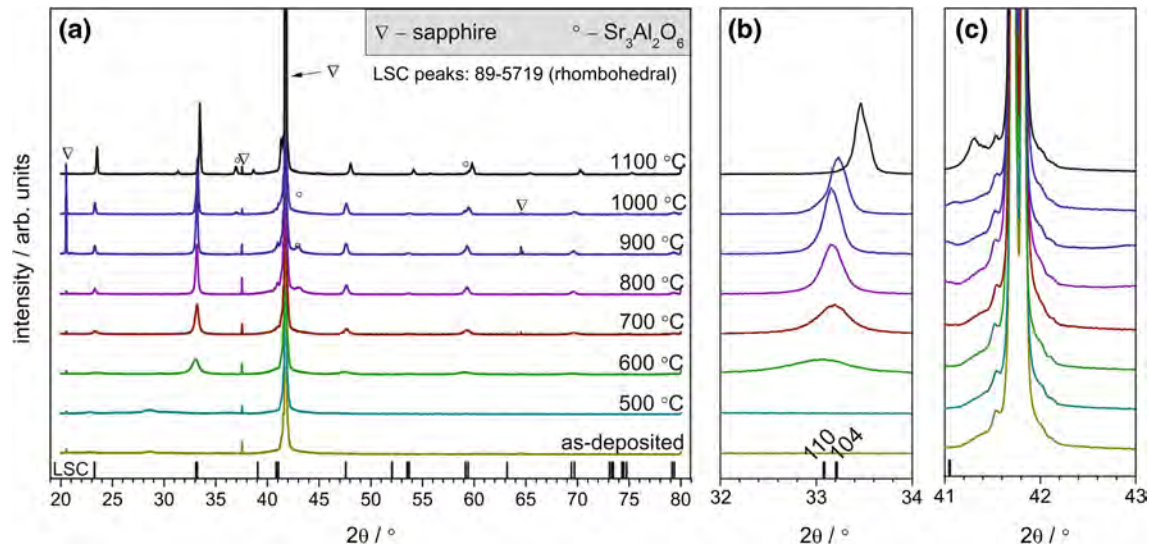 (a)
∇ – sapphire
° – Sr₃Al₂O₆
∇
LSC peaks: 89-5719 (rhombohedral)
∇
° ∇
°
1100 °C
°
∇
1000 °C
°
900 °C
800 °C
700 °C
600 °C
500 °C
as-deposited
LSC
intensity / arb. units
20 25 30 35 40 45 50 55 60 65 70 75 80
2θ / °
(b)
110
104
32 33 34
2θ / °
(c)
41 42 43
2θ / °